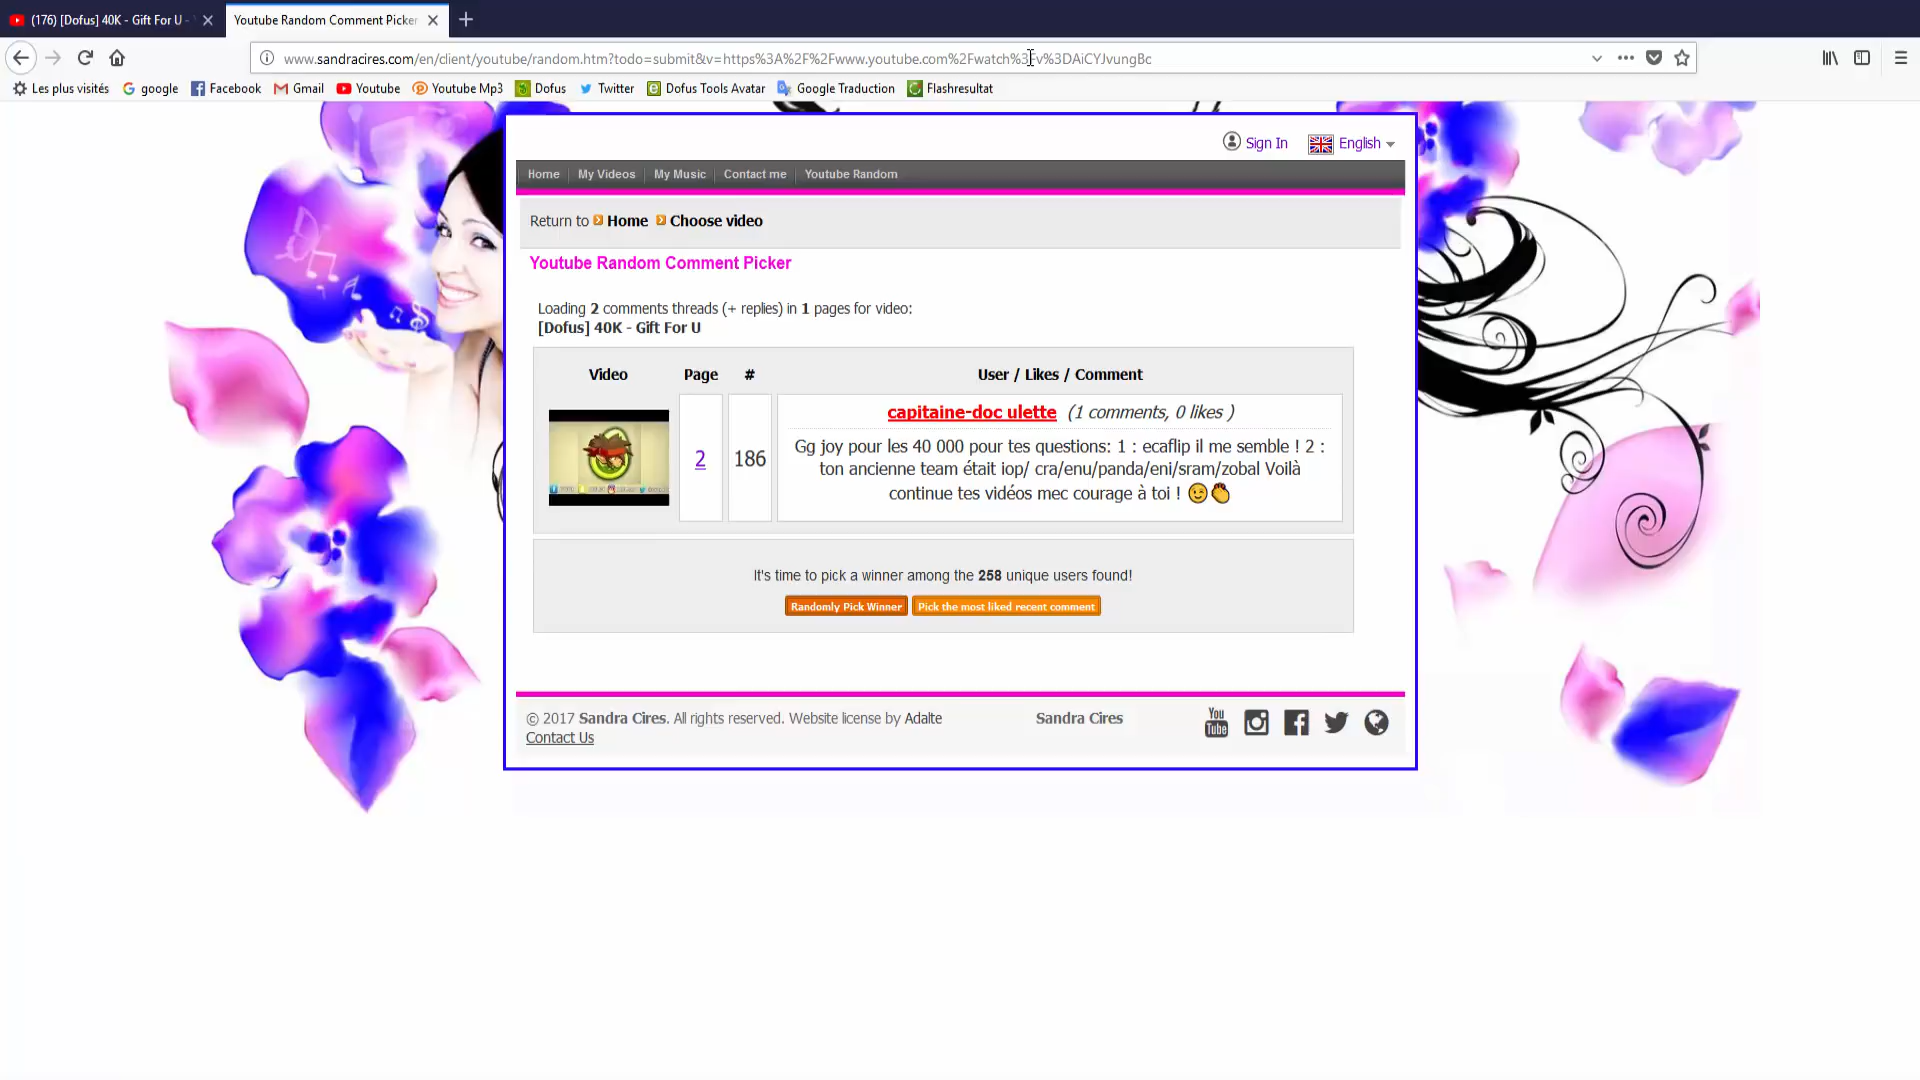 (176) [Dofus] 40K - Gift For U -
Youtube Random Comment Picker
www.sandracires.com/en/client/youtube/random.htm?todo=submit&v=https%3A%2F%2Fwww.youtube.com%2Fwatch%3Fv%3DAiCYJvungBc
Les plus visités google Facebook Gmail Youtube Youtube Mp3 Dofus Twitter Dofus Tools Avatar Google Traduction Flashresultat
Sign In English
Home My Videos My Music Contact me Youtube Random
Return to Home Choose video
Youtube Random Comment Picker
Loading 2 comments threads (+ replies) in 1 pages for video:
[Dofus] 40K - Gift For U
Video Page # User / Likes / Comment
capitaine-doc ulette (1 comments, 0 likes )
2 186
Gg joy pour les 40 000 pour tes questions: 1 : ecaflip il me semble ! 2 :
ton ancienne team était iop/ cra/enu/panda/eni/sram/zobal Voilà
continue tes vidéos mec courage à toi ! 😉👏
It's time to pick a winner among the 258 unique users found!
Randomly Pick Winner Pick the most liked recent comment
© 2017 Sandra Cires. All rights reserved. Website license by Adalte
Contact Us
Sandra Cires
You Tube